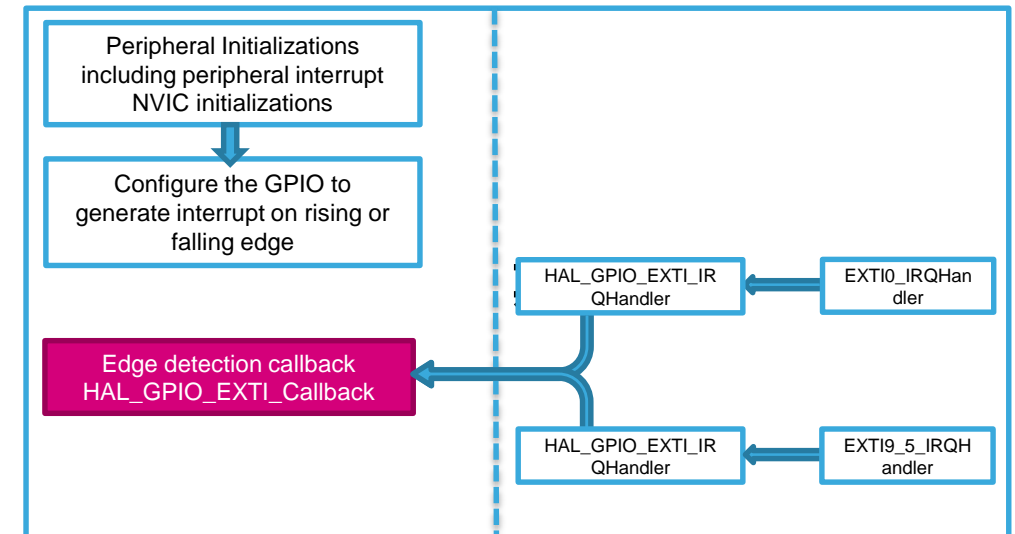 Peripheral Initializations
including peripheral interrupt
NVIC initializations
Configure the GPIO to
generate interrupt on rising or
falling edge
HAL_GPIO_EXTI_IR
QHandler
EXTI0_IRQHan
dler
Edge detection callback
HAL_GPIO_EXTI_Callback
HAL_GPIO_EXTI_IR
QHandler
EXTI9_5_IRQH
andler